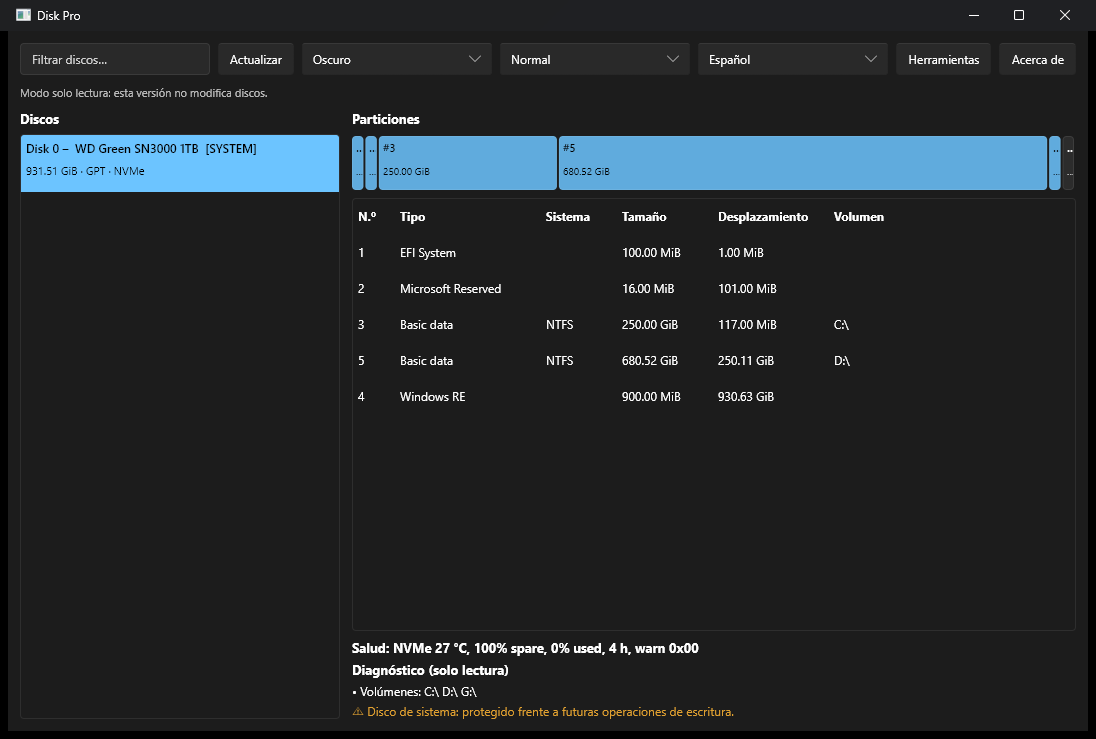 Disk Pro
Filtrar discos... Actualizar Oscuro Normal Español Herramientas Acerca de
Modo solo lectura: esta versión no modifica discos.
Discos
Disk 0 – WD Green SN3000 1TB [SYSTEM]
931.51 GiB · GPT · NVMe
Particiones
.. .. #3 #5 .. ..
... ... 250.00 GiB 680.52 GiB ... ...
N.º Tipo Sistema Tamaño Desplazamiento Volumen
1 EFI System 100.00 MiB 1.00 MiB
2 Microsoft Reserved 16.00 MiB 101.00 MiB
3 Basic data NTFS 250.00 GiB 117.00 MiB C:\
5 Basic data NTFS 680.52 GiB 250.11 GiB D:\
4 Windows RE 900.00 MiB 930.63 GiB
Salud: NVMe 27 °C, 100% spare, 0% used, 4 h, warn 0x00
Diagnóstico (solo lectura)
• Volúmenes: C:\ D:\ G:\
⚠ Disco de sistema: protegido frente a futuras operaciones de escritura.